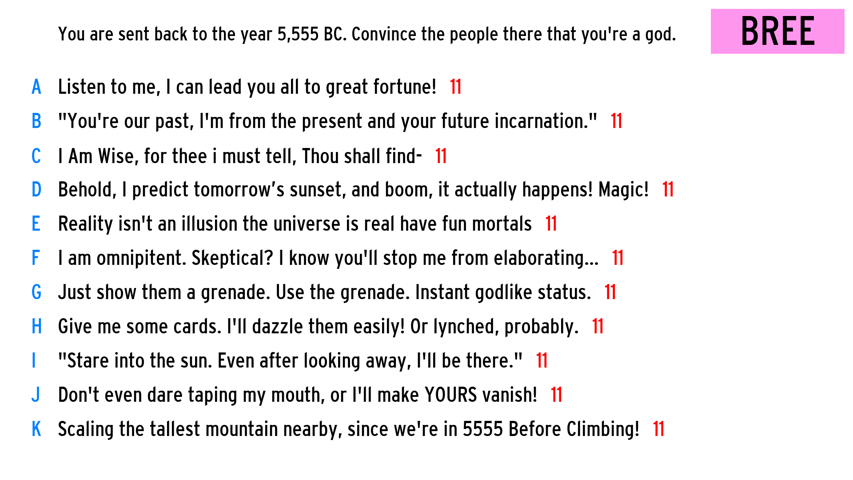 You are sent back to the year 5,555 BC. Convince the people there that you're a god.
BREE
A Listen to me, I can lead you all to great fortune! 11
B "You're our past, I'm from the present and your future incarnation." 11
C I Am Wise, for thee i must tell, Thou shall find- 11
D Behold, I predict tomorrow's sunset, and boom, it actually happens! Magic! 11
E Reality isn't an illusion the universe is real have fun mortals 11
F I am omnipitent. Skeptical? I know you'll stop me from elaborating... 11
G Just show them a grenade. Use the grenade. Instant godlike status. 11
H Give me some cards. I'll dazzle them easily! Or lynched, probably. 11
I "Stare into the sun. Even after looking away, I'll be there." 11
J Don't even dare taping my mouth, or I'll make YOURS vanish! 11
K Scaling the tallest mountain nearby, since we're in 5555 Before Climbing! 11